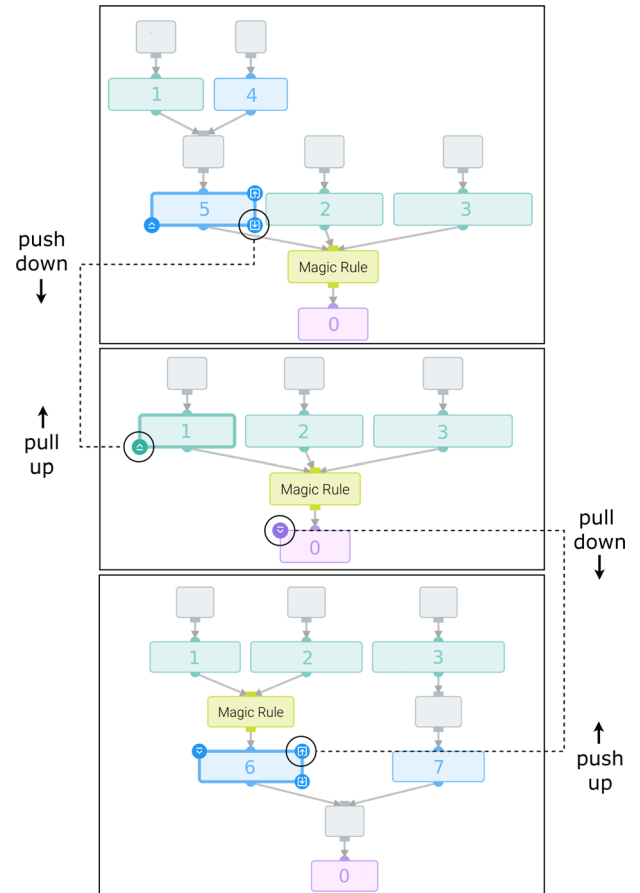 1 4
5 2 3
push
down
Magic Rule
0
1 2 3
pull
up
Magic Rule
0
pull
down
1 2 3
Magic Rule
6 7
push
up
0